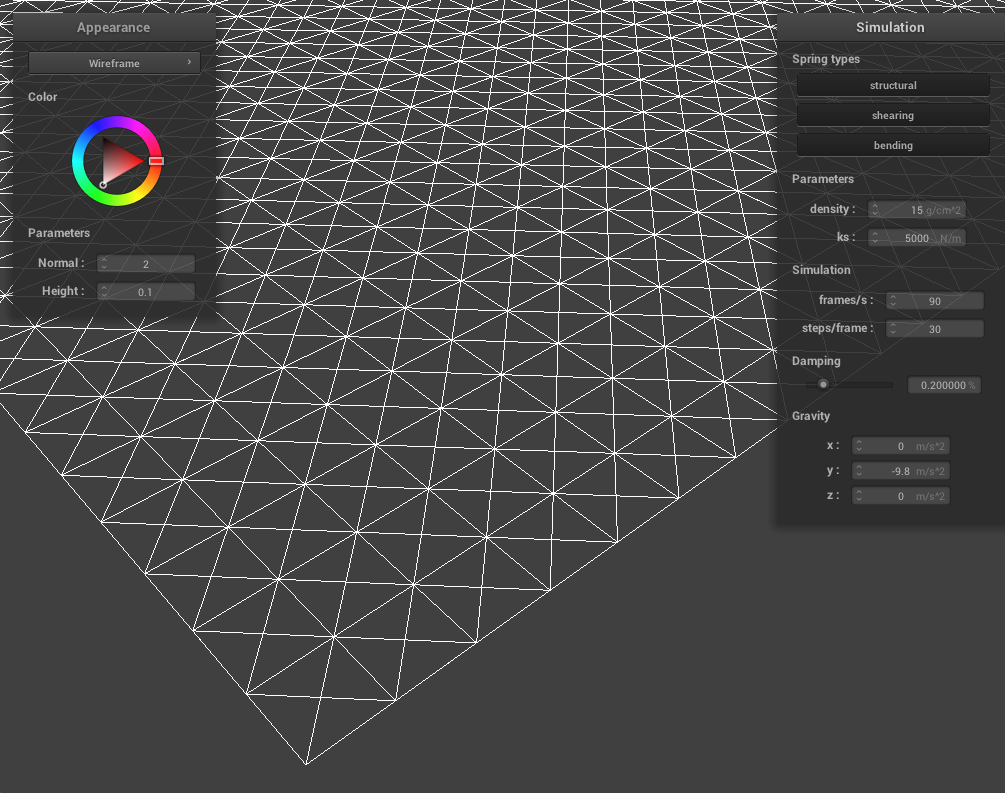 Appearance
Wireframe ›
Color
Parameters
Normal : 2
Height : 0.1
Simulation
Spring types
structural
shearing
bending
Parameters
density : 15 g/cm^2
ks : 5000 N/m
Simulation
frames/s : 90
steps/frame : 30
Damping
0.200000 %
Gravity
x : 0 m/s^2
y : -9.8 m/s^2
z : 0 m/s^2